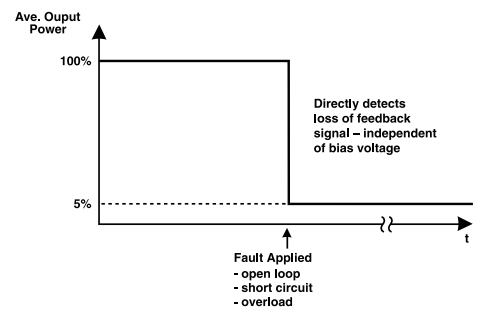 Ave. Ouput
Power
100%
Directly detects
loss of feedback
signal – independent
of bias voltage
5%
t
Fault Applied
- open loop
- short circuit
- overload